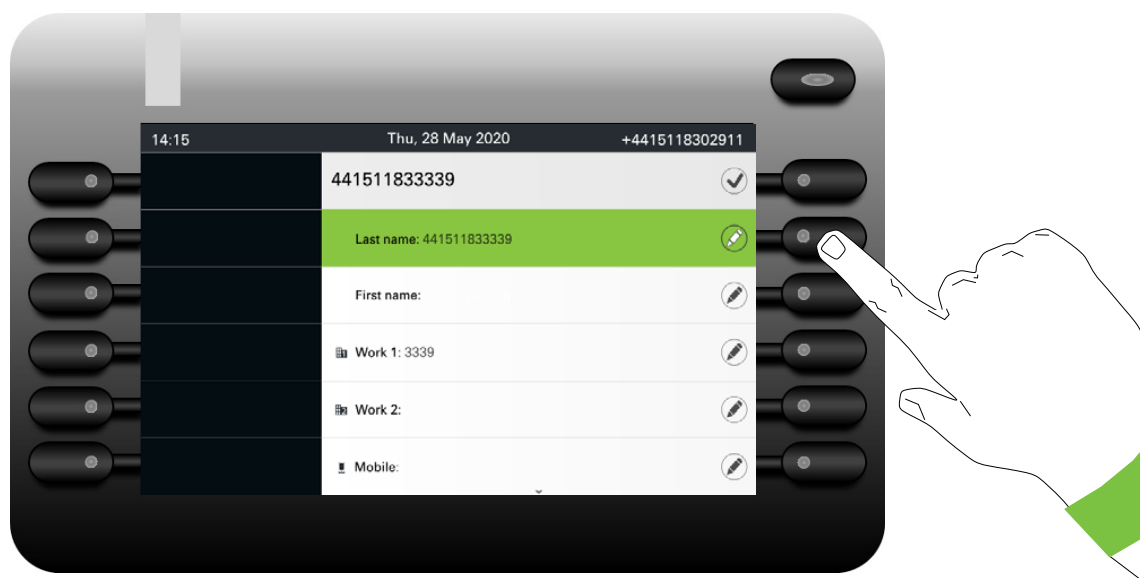 14:15 Thu, 28 May 2020 +4415118302911
441511833339
Last name: 441511833339
First name:
Work 1: 3339
Work 2:
Mobile: